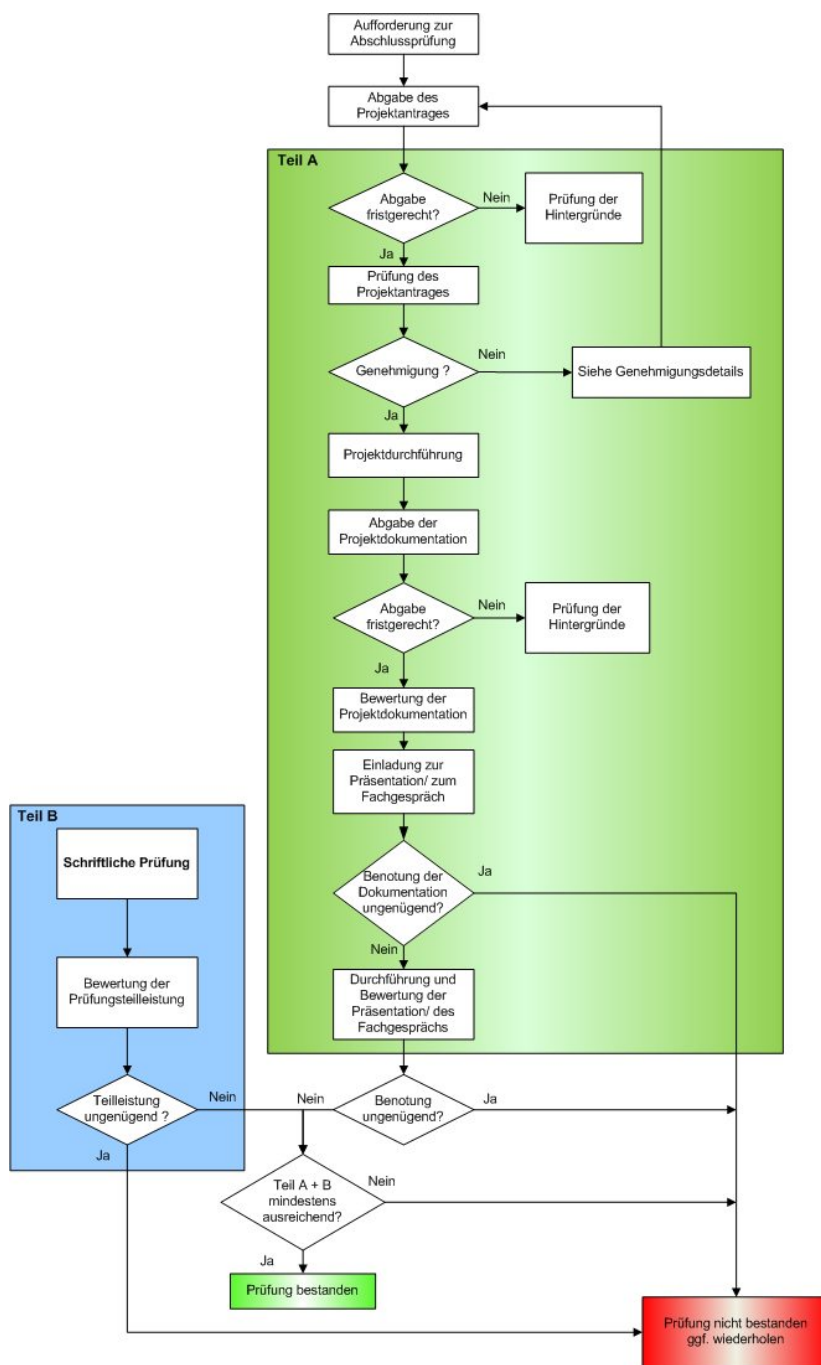 Aufforderung zur
Abschlussprüfung
Abgabe des
Projektantrages
Teil A
Abgabe
fristgerecht?
Nein
Prüfung der
Hintergründe
Ja
Prüfung des
Projektantrages
Genehmigung ?
Nein
Siehe Genehmigungsdetails
Ja
Projektdurchführung
Abgabe der
Projektdokumentation
Abgabe
fristgerecht?
Nein
Prüfung der
Hintergründe
Ja
Bewertung der
Projektdokumentation
Einladung zur
Präsentation/ zum
Fachgespräch
Benotung der
Dokumentation
ungenügend?
Ja
Nein
Durchführung und
Bewertung der
Präsentation/ des
Fachgesprächs
Teil B
Schriftliche Prüfung
Bewertung der
Prüfungsteilleistung
Teilleistung
ungenügend ?
Nein
Ja
Nein
Benotung
ungenügend?
Ja
Teil A + B
mindestens
ausreichend?
Nein
Ja
Prüfung bestanden
Prüfung nicht bestanden
ggf. wiederholen